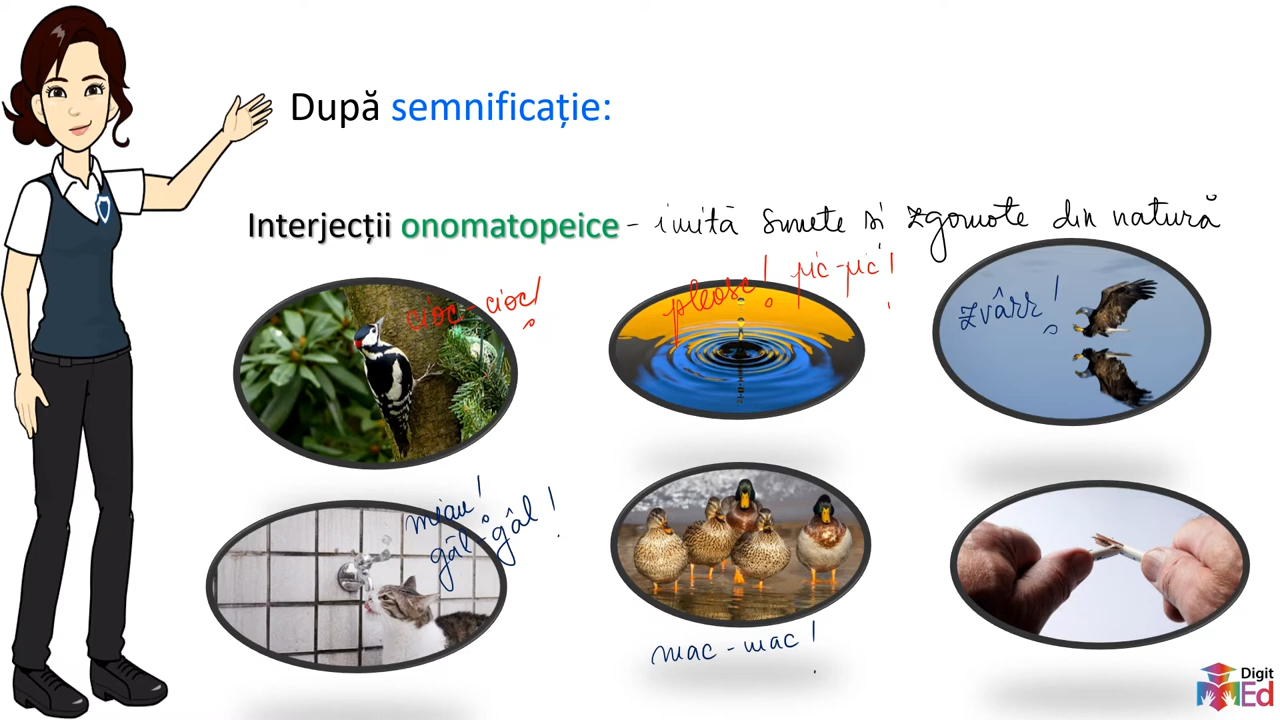 După semnificație:
Interjecții onomatopeice - imită sunete și zgomote din natură
cioc-cioc!
pleosc! pic-pic!
zvârr!
miau!
gâl-gâl!
mac-mac!
Digit
Ed